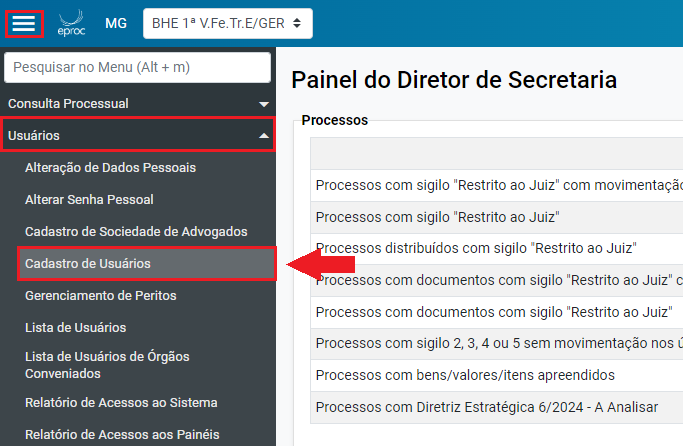 eproc
MG
BHE 1ª V.Fe.Tr.E/GER
Pesquisar no Menu (Alt + m)
Consulta Processual
Usuários
Alteração de Dados Pessoais
Alterar Senha Pessoal
Cadastro de Sociedade de Advogados
Cadastro de Usuários
Gerenciamento de Peritos
Lista de Usuários
Lista de Usuários de Órgãos
Conveniados
Relatório de Acessos ao Sistema
Relatório de Acessos aos Painéis
Painel do Diretor de Secretaria
Processos
Processos com sigilo "Restrito ao Juiz" com movimentação
Processos com sigilo "Restrito ao Juiz"
Processos distribuídos com sigilo "Restrito ao Juiz"
Processos com documentos com sigilo "Restrito ao Juiz" c
Processos com documentos com sigilo "Restrito ao Juiz"
Processos com sigilo 2, 3, 4 ou 5 sem movimentação nos ú
Processos com bens/valores/itens apreendidos
Processos com Diretriz Estratégica 6/2024 - A Analisar